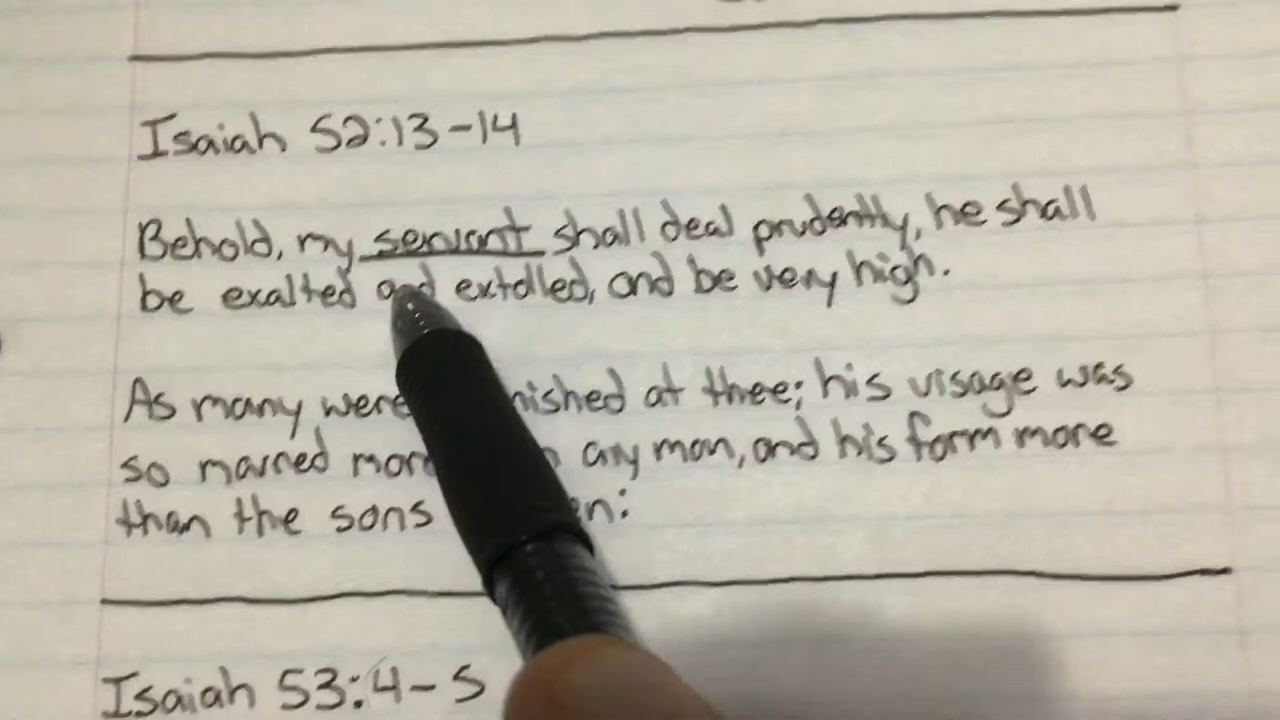 Isaiah 52:13-14
Behold, my servant shall deal prudently, he shall
be exalted and extolled, and be very high.
As many were nished at thee; his visage was
so marred any man, and his form more
than the sons
Isaiah 53:4-5